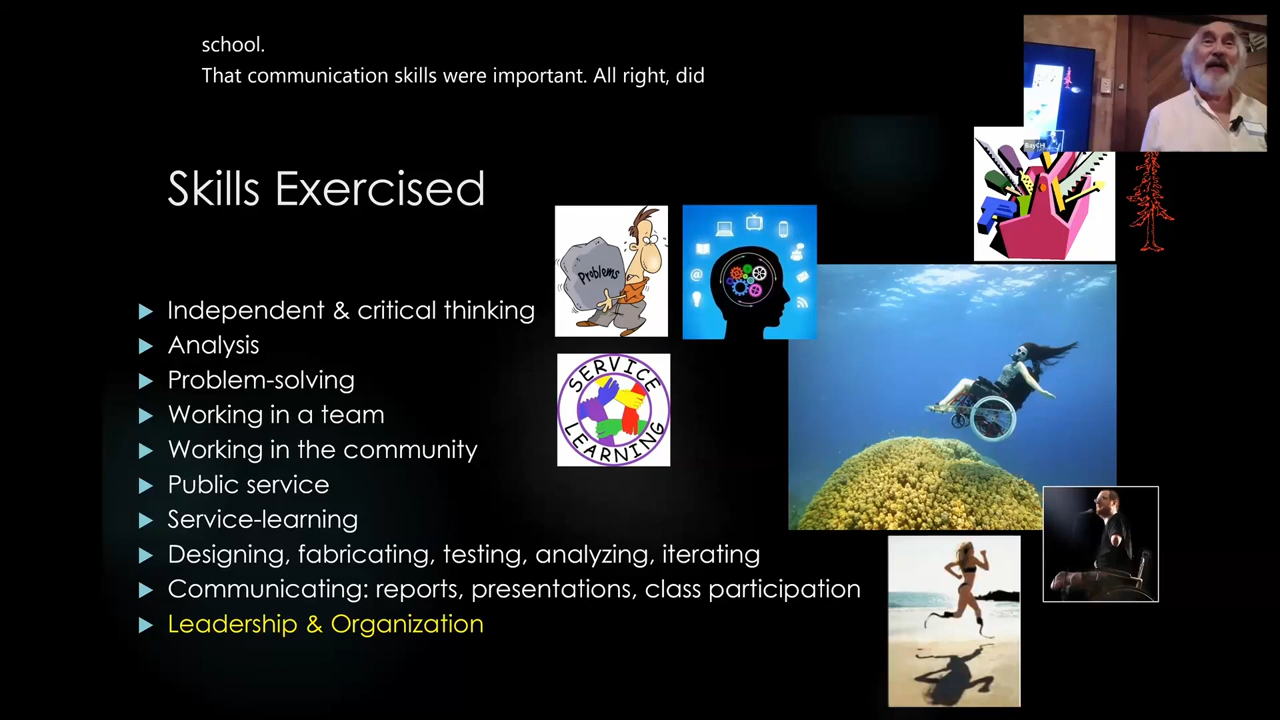 school.
That communication skills were important. All right, did
BayCHI
Skills Exercised
Problems
Independent & critical thinking
Analysis
Problem-solving
Working in a team
Working in the community
Public service
Service-learning
Designing, fabricating, testing, analyzing, iterating
Communicating: reports, presentations, class participation
Leadership & Organization
SERVICE
LEARNING
@